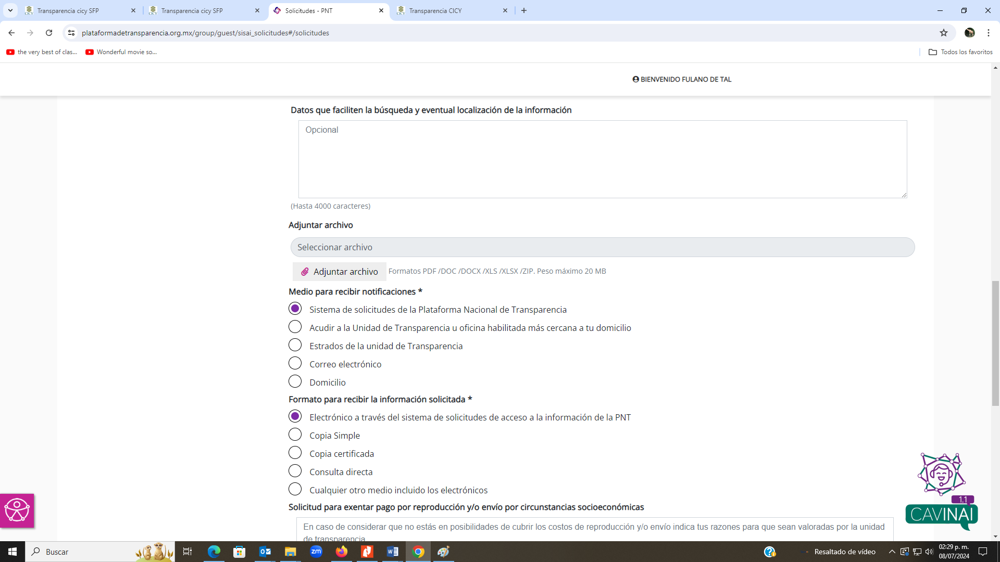 Transparencia cicy SFP
Transparencia cicy SFP
Solicitudes - PNT
Transparencia CICY
plataformadetransparencia.org.mx/group/guest/sisai_solicitudes#/solicitudes
the very best of clas...
Wonderful movie so...
Todos los favoritos
BIENVENIDO FULANO DE TAL
Datos que faciliten la búsqueda y eventual localización de la información
Opcional
(Hasta 4000 caracteres)
Adjuntar archivo
Seleccionar archivo
Adjuntar archivo Formatos PDF /DOC /DOCX /XLS /XLSX /ZIP. Peso máximo 20 MB
Medio para recibir notificaciones *
Sistema de solicitudes de la Plataforma Nacional de Transparencia
Acudir a la Unidad de Transparencia u oficina habilitada más cercana a tu domicilio
Estrados de la unidad de Transparencia
Correo electrónico
Domicilio
Formato para recibir la información solicitada *
Electrónico a través del sistema de solicitudes de acceso a la información de la PNT
Copia Simple
Copia certificada
Consulta directa
Cualquier otro medio incluido los electrónicos
Solicitud para exentar pago por reproducción y/o envío por circunstancias socioeconómicas
En caso de considerar que no estás en posibilidades de cubrir los costos de reproducción y/o envío indica tus razones para que sean valoradas por la unidad
de transparencia
1.1
CAVINAI
Buscar
zm
Resaltado de vídeo
02:29 p. m.
08/07/2024